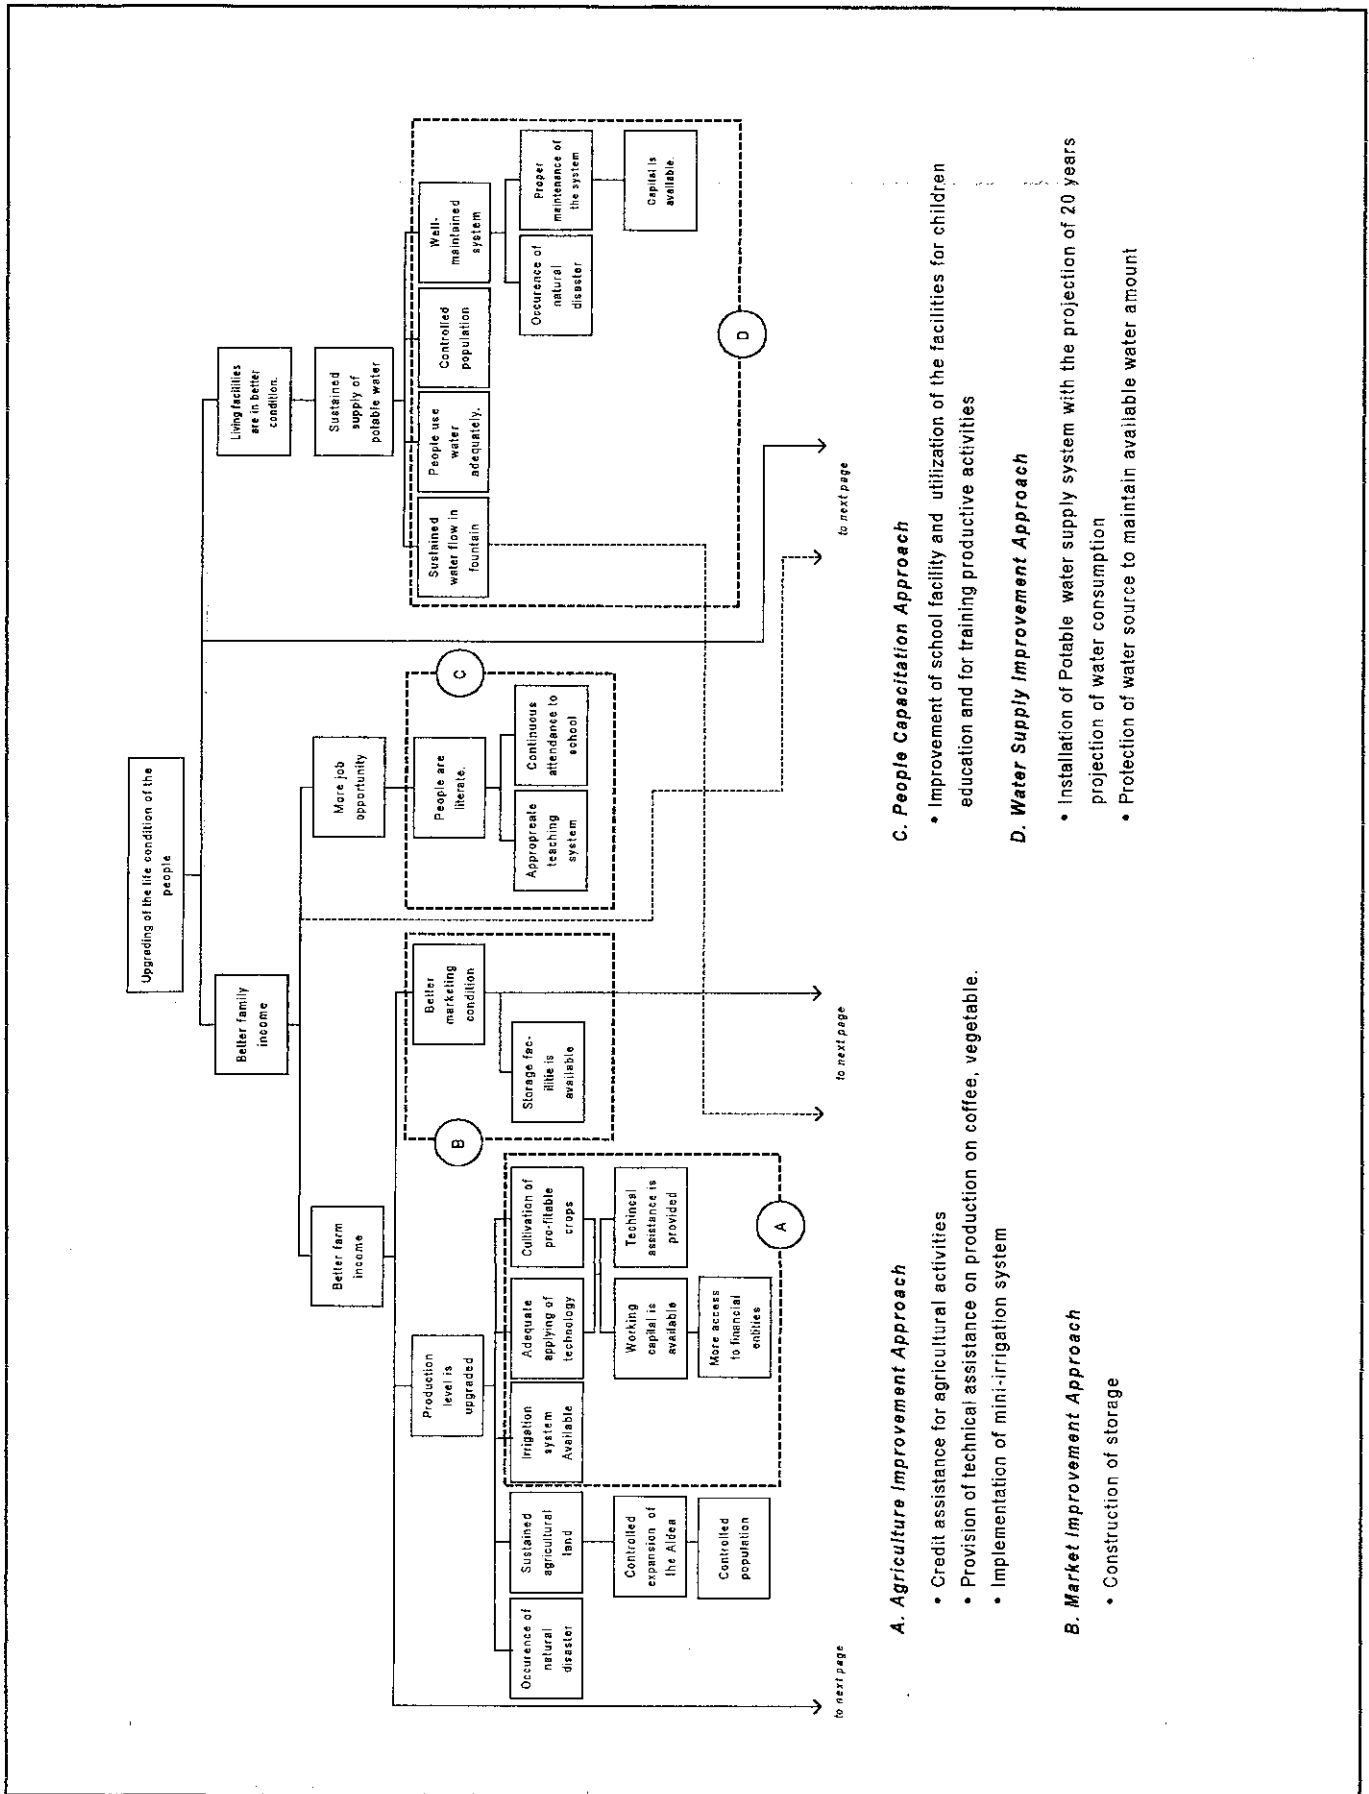 Upgrading of the life condition of the
people
Better family
income
Living facilities
are in better
condition.
Better farm
income
More job
opportunity
Sustained
supply of
potable water
Production
level is
upgraded
Better
marketing
condition
People are
literate.
Sustained
water flow in
fountain
People use
water
adequately.
Controlled
population
Well-
maintained
system
B
C
Occurence of
natural
disaster
Sustained
agricultural
land
Irrigation
system
Available
Adequate
applying of
technology
Cultivation of
pro-fitable
crops
Storage fac-
ilitie is
available
Appropreate
teaching
system
Continuous
attendance to
school
Occurence of
natural
disaster
Proper
maintenance of
the system
Controlled
expansion of
the Aldea
Working
capital is
available
Techincal
assistance is
provided
Capital is
available.
Controlled
population
More access
to financial
entities
A
D
to next page
to next page
to next page
A. Agriculture Improvement Approach
• Credit assistance for agricultural activities
• Provision of technical assistance on production on coffee, vegetable.
• Implementation of mini-irrigation system
B. Market Improvement Approach
• Construction of storage
C. People Capacitation Approach
• Improvement of school facility and utilization of the facilities for children
education and for training productive activities
D. Water Supply Improvement Approach
• Installation of Potable water supply system with the projection of 20 years
projection of water consumption
• Protection of water source to maintain available water amount